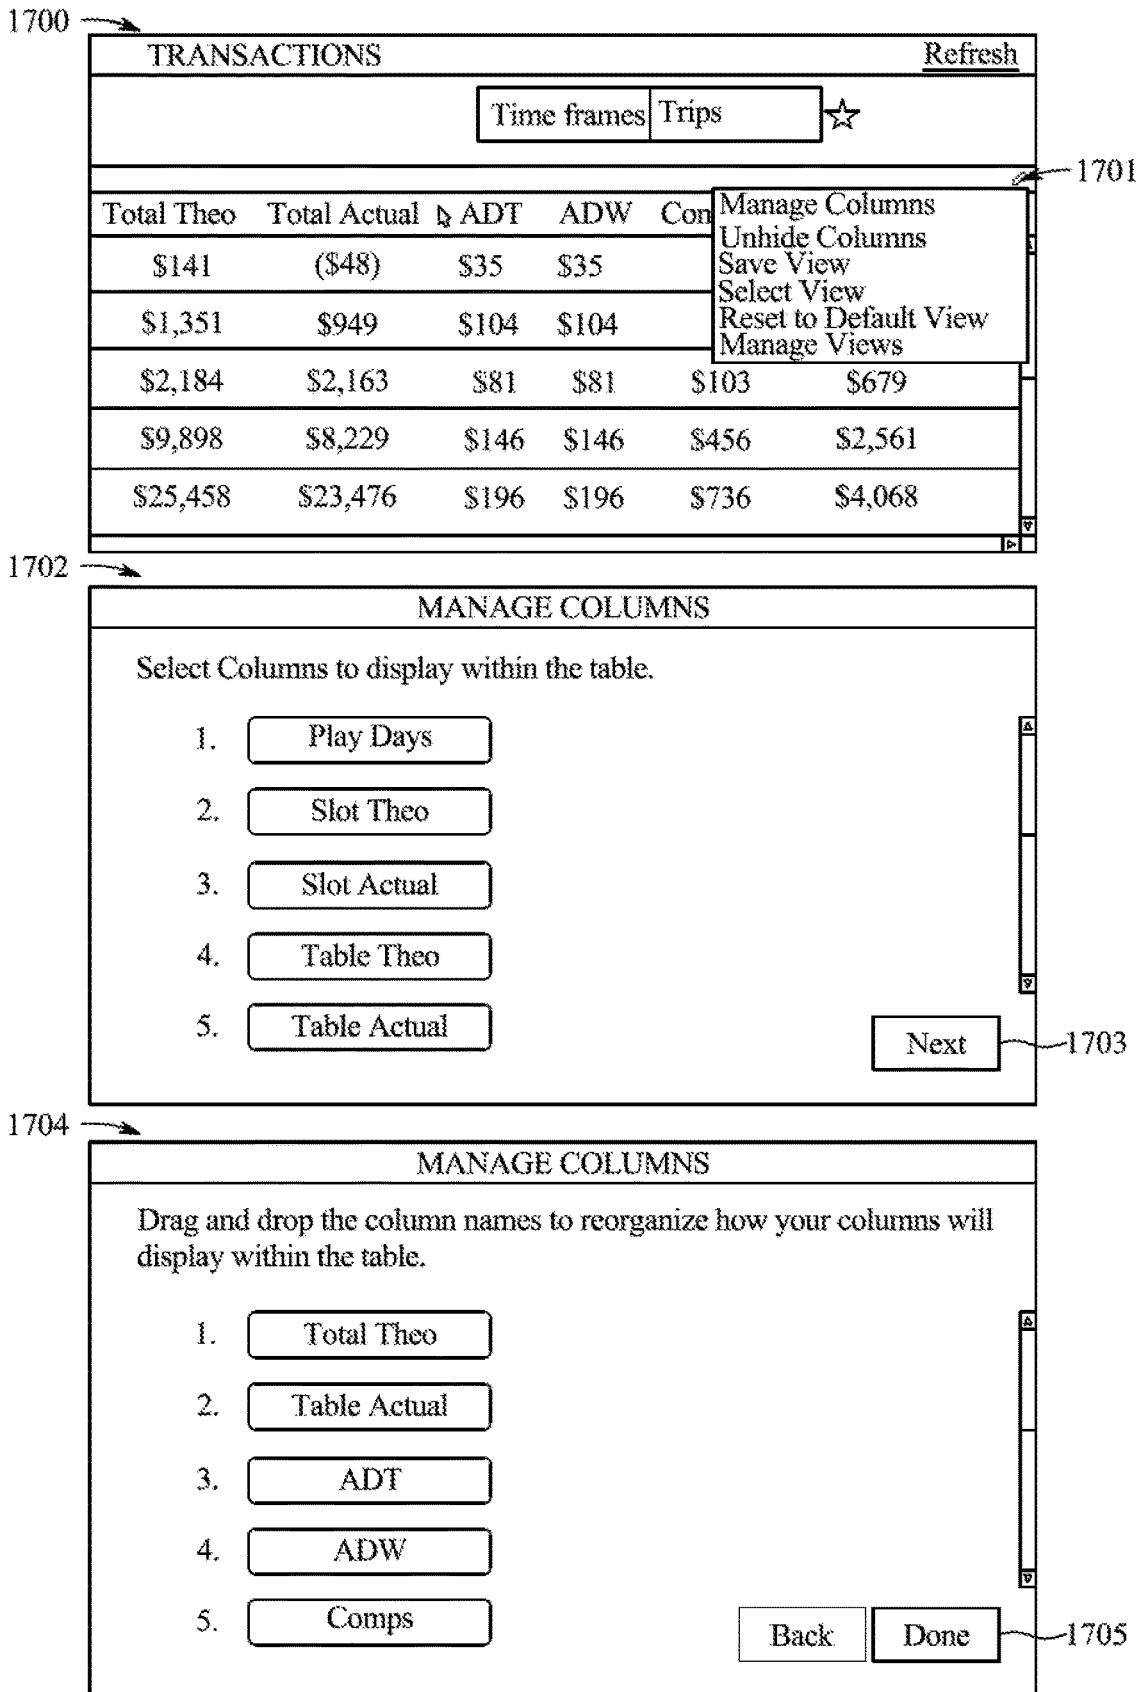 1700
TRANSACTIONS Refresh
Time frames Trips
1701
Total Theo Total Actual ADT ADW Con
Manage Columns
Unhide Columns
Save View
Select View
Reset to Default View
Manage Views
$141 ($48) $35 $35
$1,351 $949 $104 $104
$2,184 $2,163 $81 $81 $103 $679
$9,898 $8,229 $146 $146 $456 $2,561
$25,458 $23,476 $196 $196 $736 $4,068
1702
MANAGE COLUMNS
Select Columns to display within the table.
1. Play Days
2. Slot Theo
3. Slot Actual
4. Table Theo
5. Table Actual
Next 1703
1704
MANAGE COLUMNS
Drag and drop the column names to reorganize how your columns will
display within the table.
1. Total Theo
2. Table Actual
3. ADT
4. ADW
5. Comps
Back Done 1705